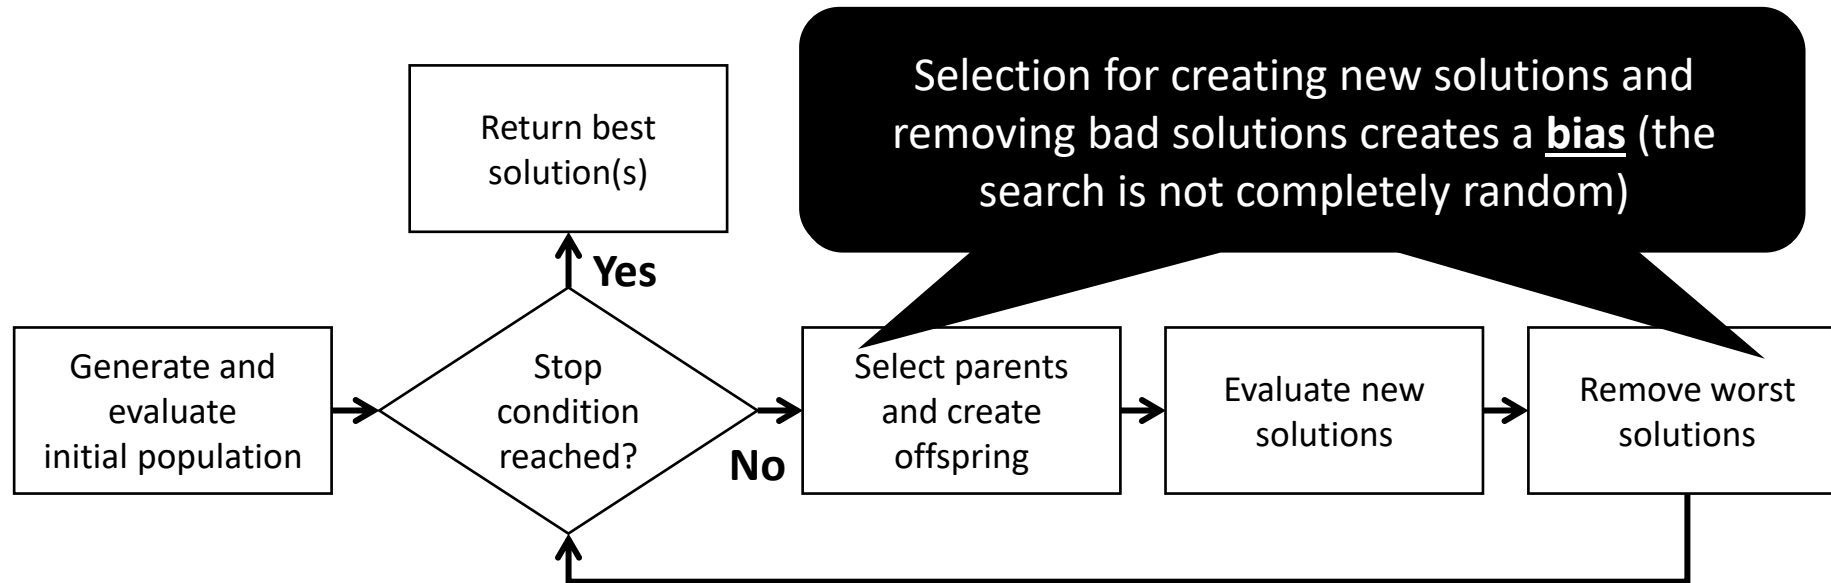 Selection for creating new solutions and
removing bad solutions creates a bias (the
search is not completely random)
Return best
solution(s)
Yes
Generate and
evaluate
initial population
Stop
condition
reached?
No
Select parents
and create
offspring
Evaluate new
solutions
Remove worst
solutions